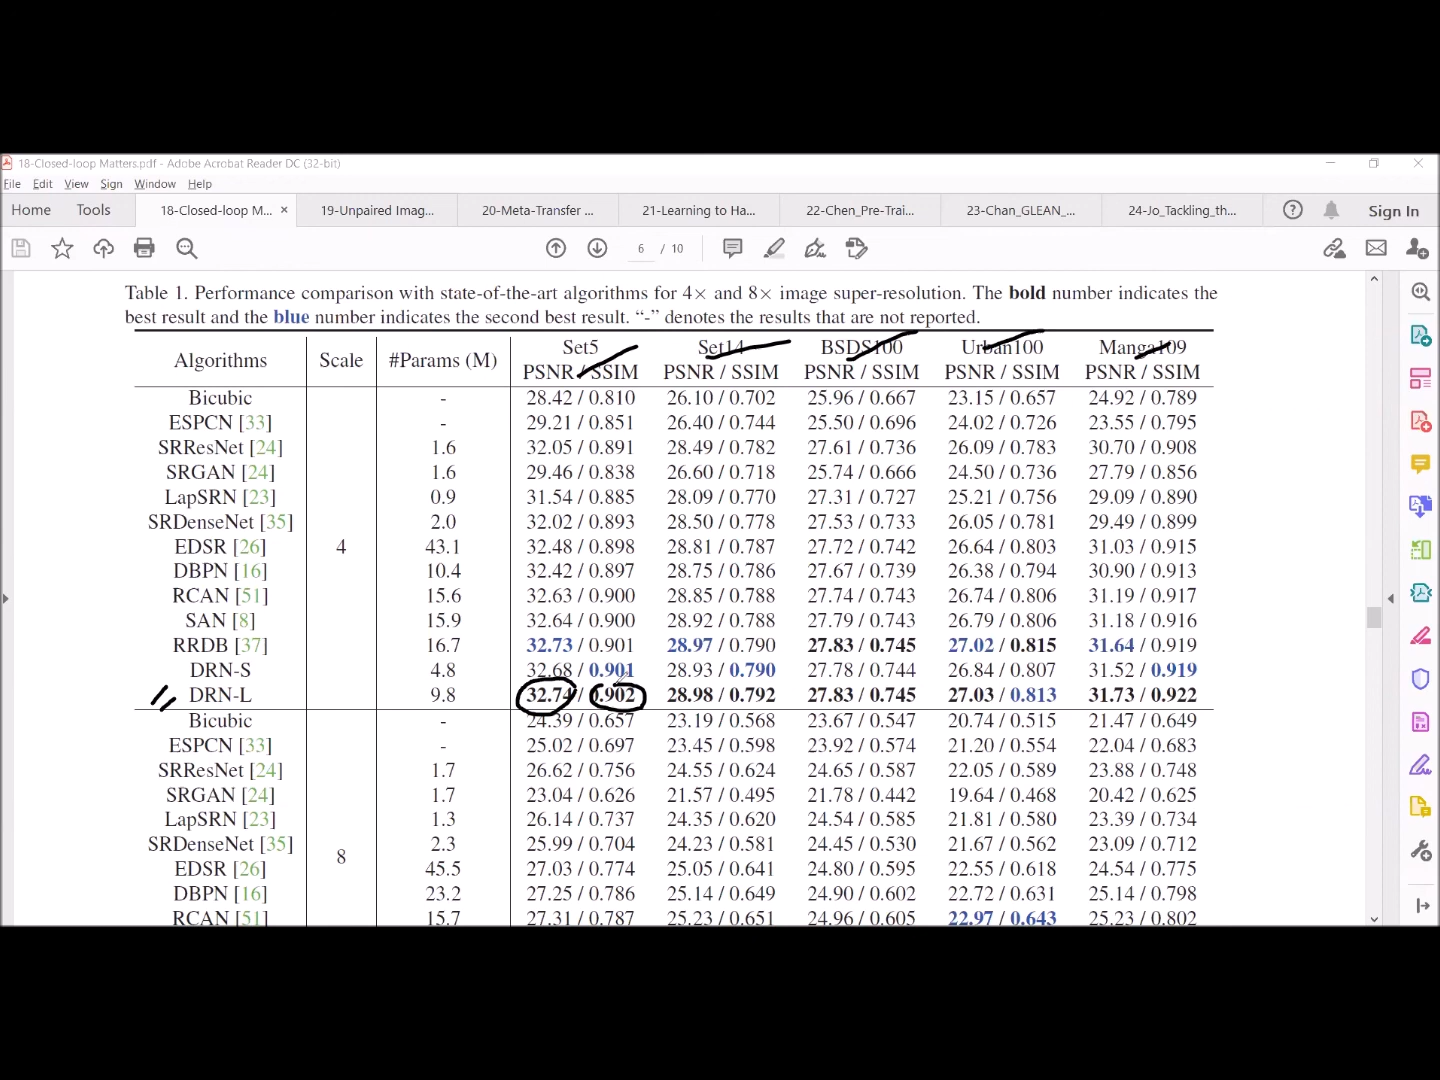 18-Closed-loop Matters.pdf - Adobe Acrobat Reader DC (32-bit)
File Edit View Sign Window Help
Home Tools 18-Closed-loop M... × 19-Unpaired Imag... 20-Meta-Transfer ... 21-Learning to Ha... 22-Chen_Pre-Trai... 23-Chan_GLEAN_... 24-Jo_Tackling_th... Sign In
6 / 10
Table 1. Performance comparison with state-of-the-art algorithms for 4× and 8× image super-resolution. The bold number indicates the
best result and the blue number indicates the second best result. “-” denotes the results that are not reported.
Algorithms Scale #Params (M) Set5 Set14 BSDS100 Urban100 Manga109
PSNR / SSIM PSNR / SSIM PSNR / SSIM PSNR / SSIM PSNR / SSIM
Bicubic - 28.42 / 0.810 26.10 / 0.702 25.96 / 0.667 23.15 / 0.657 24.92 / 0.789
ESPCN [33] - 29.21 / 0.851 26.40 / 0.744 25.50 / 0.696 24.02 / 0.726 23.55 / 0.795
SRResNet [24] 1.6 32.05 / 0.891 28.49 / 0.782 27.61 / 0.736 26.09 / 0.783 30.70 / 0.908
SRGAN [24] 1.6 29.46 / 0.838 26.60 / 0.718 25.74 / 0.666 24.50 / 0.736 27.79 / 0.856
LapSRN [23] 0.9 31.54 / 0.885 28.09 / 0.770 27.31 / 0.727 25.21 / 0.756 29.09 / 0.890
SRDenseNet [35] 2.0 32.02 / 0.893 28.50 / 0.778 27.53 / 0.733 26.05 / 0.781 29.49 / 0.899
EDSR [26] 4 43.1 32.48 / 0.898 28.81 / 0.787 27.72 / 0.742 26.64 / 0.803 31.03 / 0.915
DBPN [16] 10.4 32.42 / 0.897 28.75 / 0.786 27.67 / 0.739 26.38 / 0.794 30.90 / 0.913
RCAN [51] 15.6 32.63 / 0.900 28.85 / 0.788 27.74 / 0.743 26.74 / 0.806 31.19 / 0.917
SAN [8] 15.9 32.64 / 0.900 28.92 / 0.788 27.79 / 0.743 26.79 / 0.806 31.18 / 0.916
RRDB [37] 16.7 32.73 / 0.901 28.97 / 0.790 27.83 / 0.745 27.02 / 0.815 31.64 / 0.919
DRN-S 4.8 32.68 / 0.901 28.93 / 0.790 27.78 / 0.744 26.84 / 0.807 31.52 / 0.919
DRN-L 9.8 32.74 / 0.902 28.98 / 0.792 27.83 / 0.745 27.03 / 0.813 31.73 / 0.922
Bicubic - 24.39 / 0.657 23.19 / 0.568 23.67 / 0.547 20.74 / 0.515 21.47 / 0.649
ESPCN [33] - 25.02 / 0.697 23.45 / 0.598 23.92 / 0.574 21.20 / 0.554 22.04 / 0.683
SRResNet [24] 1.7 26.62 / 0.756 24.55 / 0.624 24.65 / 0.587 22.05 / 0.589 23.88 / 0.748
SRGAN [24] 1.7 23.04 / 0.626 21.57 / 0.495 21.78 / 0.442 19.64 / 0.468 20.42 / 0.625
LapSRN [23] 1.3 26.14 / 0.737 24.35 / 0.620 24.54 / 0.585 21.81 / 0.580 23.39 / 0.734
SRDenseNet [35] 2.3 25.99 / 0.704 24.23 / 0.581 24.45 / 0.530 21.67 / 0.562 23.09 / 0.712
EDSR [26] 8 45.5 27.03 / 0.774 25.05 / 0.641 24.80 / 0.595 22.55 / 0.618 24.54 / 0.775
DBPN [16] 23.2 27.25 / 0.786 25.14 / 0.649 24.90 / 0.602 22.72 / 0.631 25.14 / 0.798
RCAN [51] 15.7 27.31 / 0.787 25.23 / 0.651 24.96 / 0.605 22.97 / 0.643 25.23 / 0.802